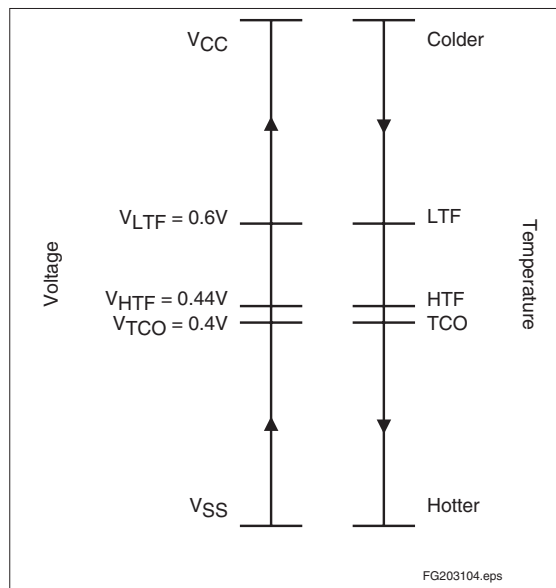 VCC
Colder
VLTF = 0.6V
LTF
Voltage
Temperature
VHTF = 0.44V
HTF
VTCO = 0.4V
TCO
VSS
Hotter
FG203104.eps